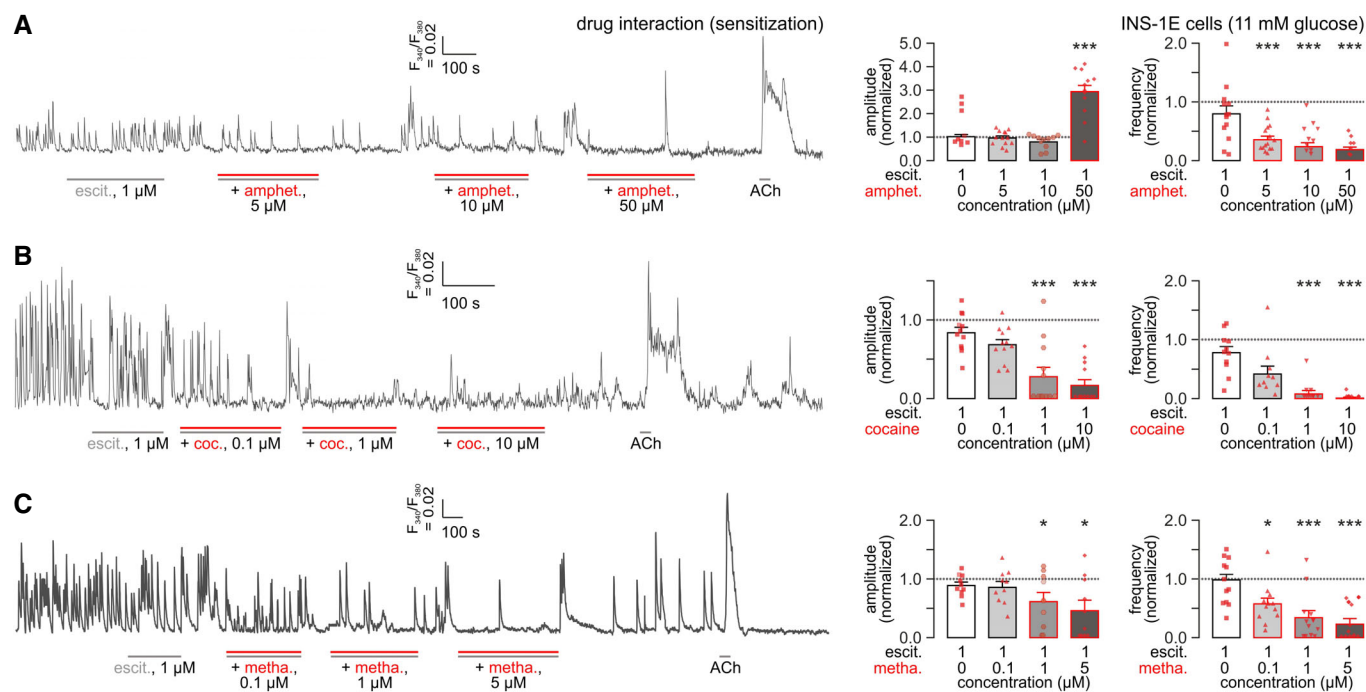 A
drug interaction (sensitization)
INS-1E cells (11 mM glucose)
F340/F380
= 0.02
100 s
escit., 1 μM
+ amphet.,
5 μM
+ amphet.,
10 μM
+ amphet.,
50 μM
ACh
amplitude
(normalized)
5.0
4.0
3.0
2.0
1.0
0.0
***
escit. 1 1 1 1
amphet. 0 5 10 50
concentration (μM)
frequency
(normalized)
2.0
1.0
0.0
*** *** ***
escit. 1 1 1 1
amphet. 0 5 10 50
concentration (μM)
B
F340/F380
= 0.02
100 s
escit., 1 μM
+ coc., 0.1 μM
+ coc., 1 μM
+ coc., 10 μM
ACh
amplitude
(normalized)
1.0
0.0
*** ***
escit. 1 1 1 1
cocaine 0 0.1 1 10
concentration (μM)
frequency
(normalized)
2.0
1.0
0.0
*** ***
escit. 1 1 1 1
cocaine 0 0.1 1 10
concentration (μM)
C
F340/F380
= 0.02
100 s
escit., 1 μM
+ metha.,
0.1 μM
+ metha.,
1 μM
+ metha.,
5 μM
ACh
amplitude
(normalized)
2.0
1.0
0.0
* *
escit. 1 1 1 1
metha. 0 0.1 1 5
concentration (μM)
frequency
(normalized)
2.0
1.0
0.0
* *** ***
escit. 1 1 1 1
metha. 0 0.1 1 5
concentration (μM)